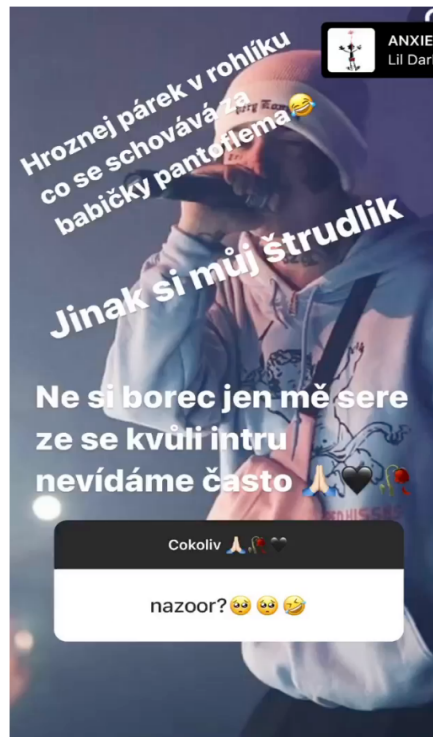 ANXIE
Lil Dar
Hroznej párek v rohlíku
co se schovává za
babičky pantoflema😂
Jinak si můj štrudlik
Ne si borec jen mě sere
ze se kvůli intru
nevídáme často 🙏🏻🖤🥀
Cokoliv 🙏🏻🥀🖤
nazoor?🥺🥺🤣